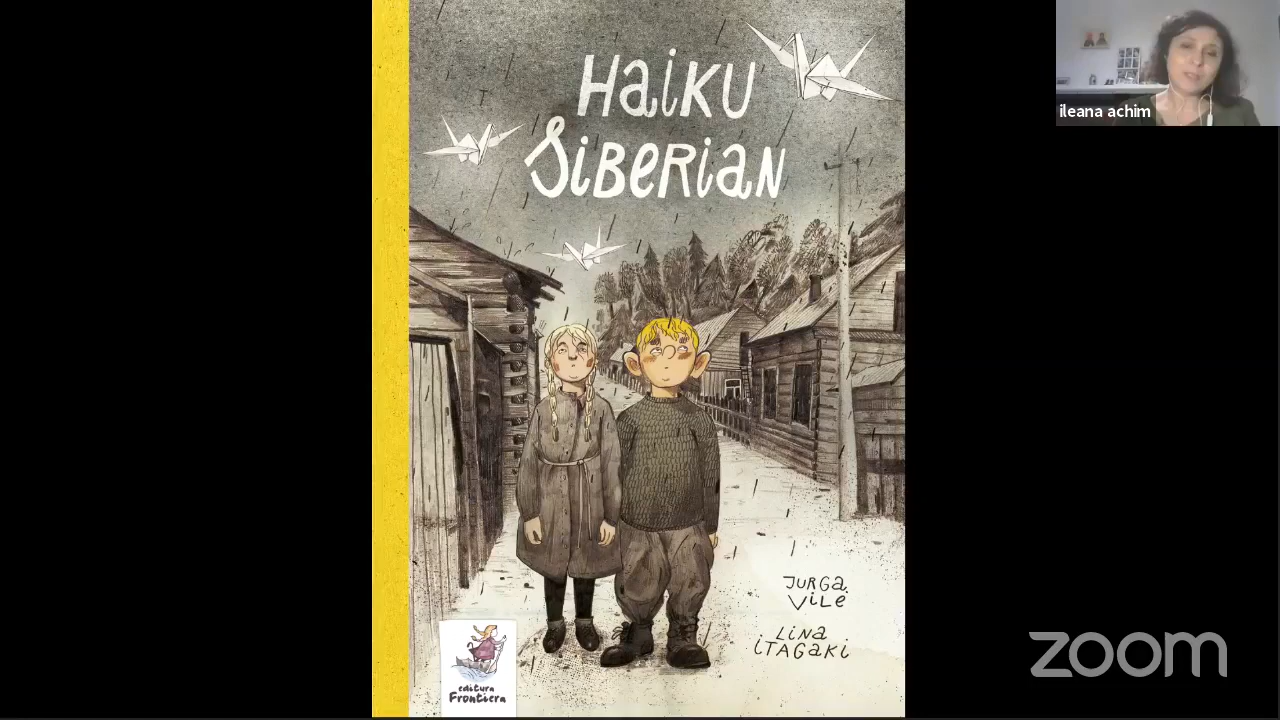 Haiku
Siberian
Jurga
Vilė
Lina
Itagaki
editura
Frontiera
ileana achim
zoom